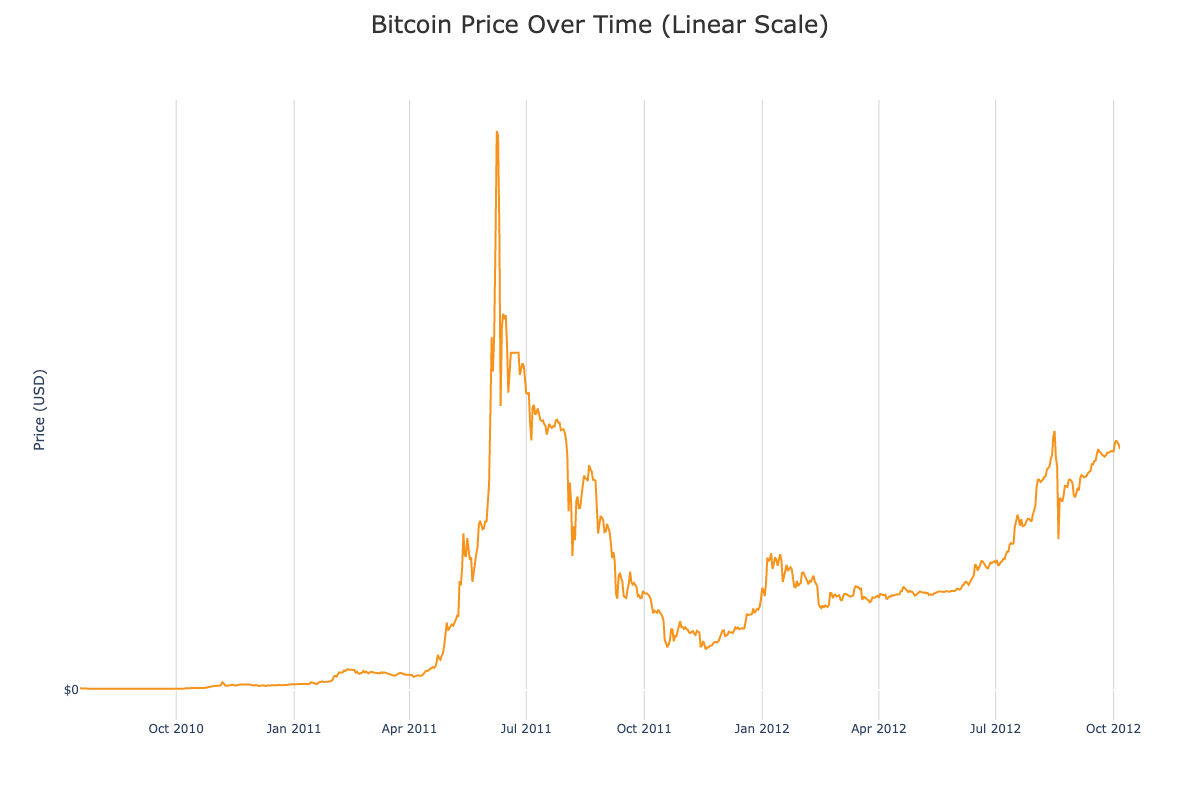 Bitcoin Price Over Time (Linear Scale)
Price (USD)
$0
Oct 2010
Jan 2011
Apr 2011
Jul 2011
Oct 2011
Jan 2012
Apr 2012
Jul 2012
Oct 2012